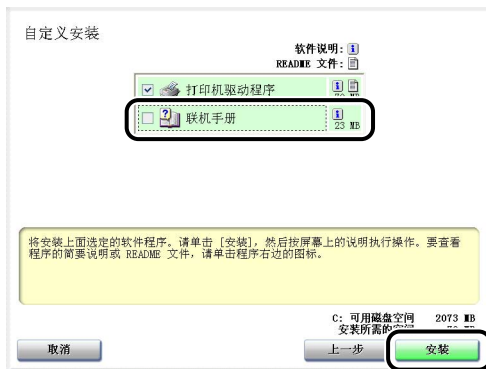 自定义安装
软件说明:
README 文件:
打印机驱动程序
联机手册
23 MB
将安装上面选定的软件程序。请单击 [安装]，然后按屏幕上的说明执行操作。要查看
程序的简要说明或 README 文件，请单击程序右边的图标。
C: 可用磁盘空间 2073 MB
安装所需的空间
取消
上一步
安装